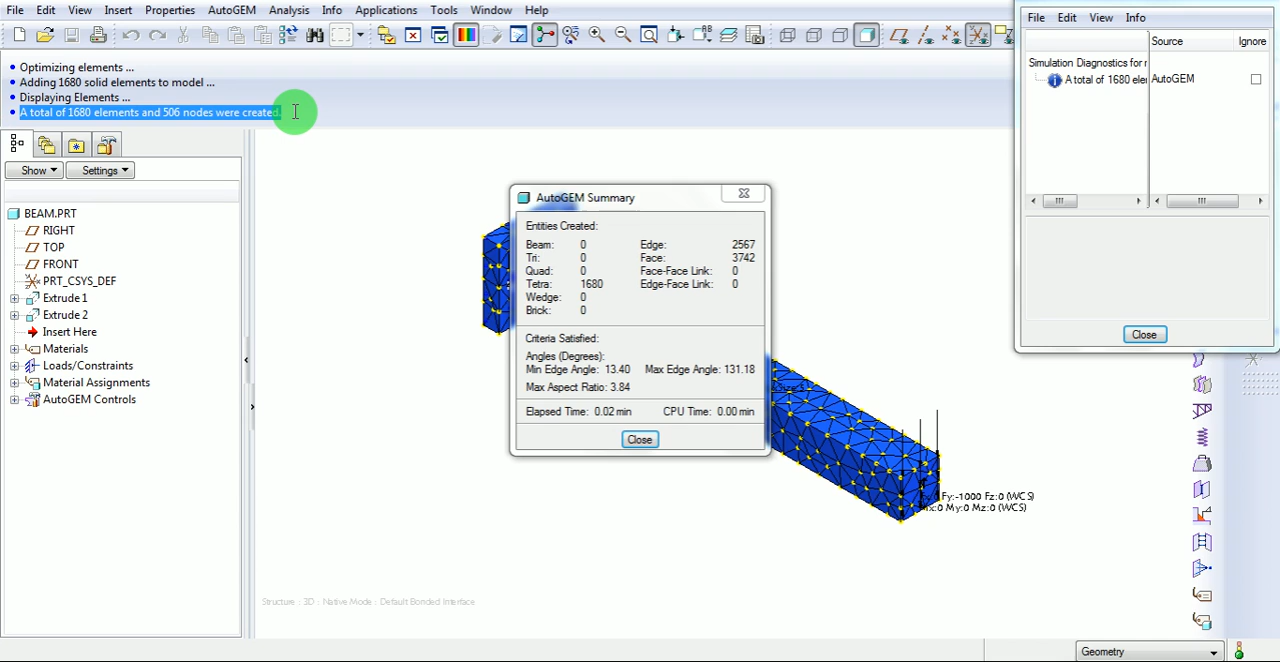 File Edit View Insert Properties AutoGEM Analysis Info Applications Tools Window Help
Optimizing elements ...
Adding 1680 solid elements to model ...
Displaying Elements ...
A total of 1680 elements and 506 nodes were created.
Show Settings
BEAM.PRT
RIGHT
TOP
FRONT
PRT_CSYS_DEF
Extrude 1
Extrude 2
Insert Here
Materials
Loads/Constraints
Material Assignments
AutoGEM Controls
AutoGEM Summary
Entities Created:
Beam: 0 Edge: 2567
Tri: 0 Face: 3742
Quad: 0 Face-Face Link: 0
Tetra: 1680 Edge-Face Link: 0
Wedge: 0
Brick: 0
Criteria Satisfied:
Angles (Degrees):
Min Edge Angle: 13.40 Max Edge Angle: 131.18
Max Aspect Ratio: 3.84
Elapsed Time: 0.02 min CPU Time: 0.00 min
Close
Fy:-1000 Fz:0 (WCS)
My:0 Mz:0 (WCS)
Structure : 3D : Native Mode : Default Bonded Interface
File Edit View Info
Source Ignore
Simulation Diagnostics for
A total of 1680 AutoGEM
Close
Geometry